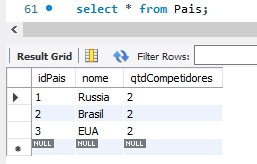 61 select * from Pais;
Result Grid Filter Rows:
idPais nome qtdCompetidores
1 Russia 2
2 Brasil 2
3 EUA 2
NULL NULL NULL